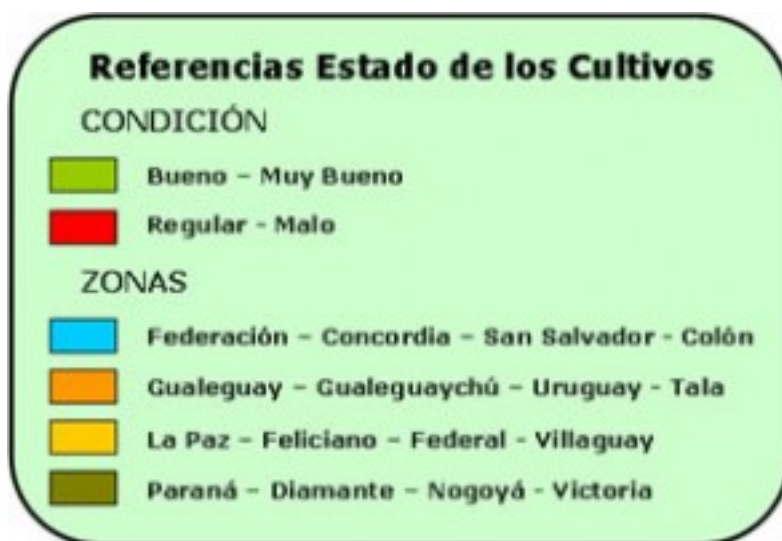 Referencias Estado de los Cultivos
CONDICIÓN
Bueno – Muy Bueno
Regular - Malo
ZONAS
Federación – Concordia – San Salvador - Colón
Gualeguay – Gualeguaychú – Uruguay - Tala
La Paz – Feliciano – Federal - Villaguay
Paraná – Diamante – Nogoyá - Victoria